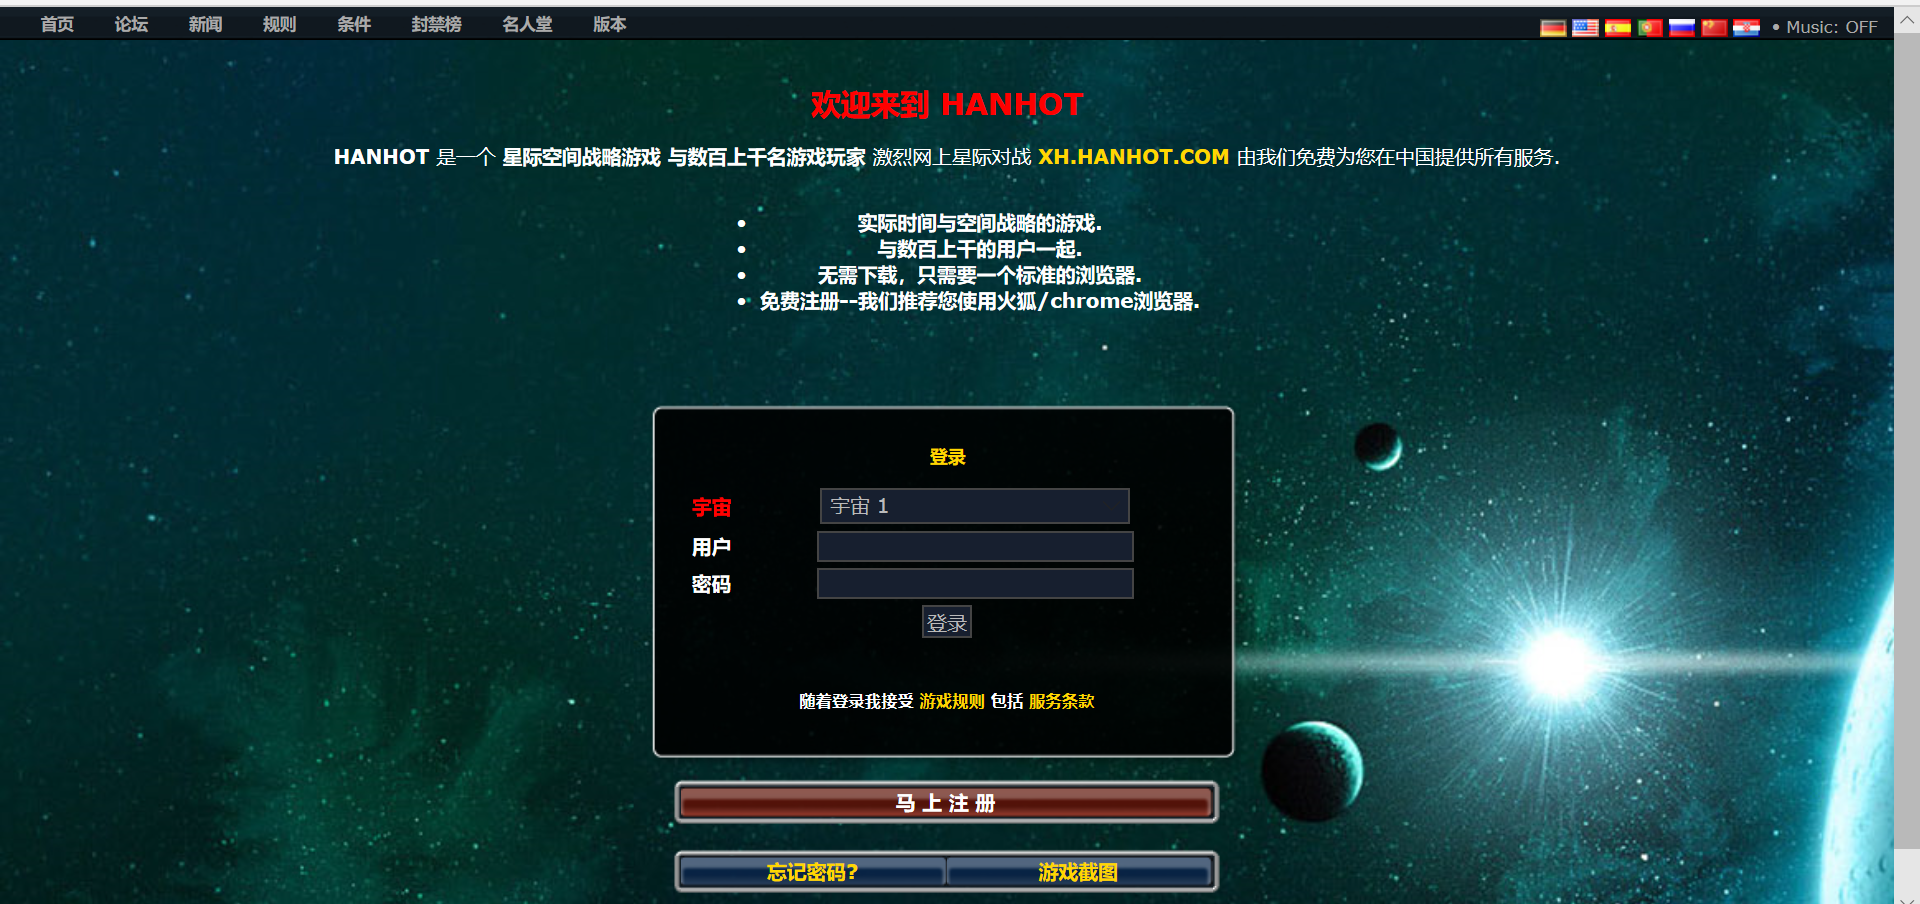 首页 论坛 新闻 规则 条件 封禁榜 名人堂 版本 • Music: OFF
欢迎来到 HANHOT
HANHOT 是一个 星际空间战略游戏 与数百上千名游戏玩家 激烈网上星际对战 XH.HANHOT.COM 由我们免费为您在中国提供所有服务.
• 实际时间与空间战略的游戏.
• 与数百上千的用户一起.
• 无需下载，只需要一个标准的浏览器.
• 免费注册--我们推荐您使用火狐/chrome浏览器.
登录
宇宙 宇宙 1
用户
密码
登录
随着登录我接受 游戏规则 包括 服务条款
马 上 注 册
忘记密码? 游戏截图